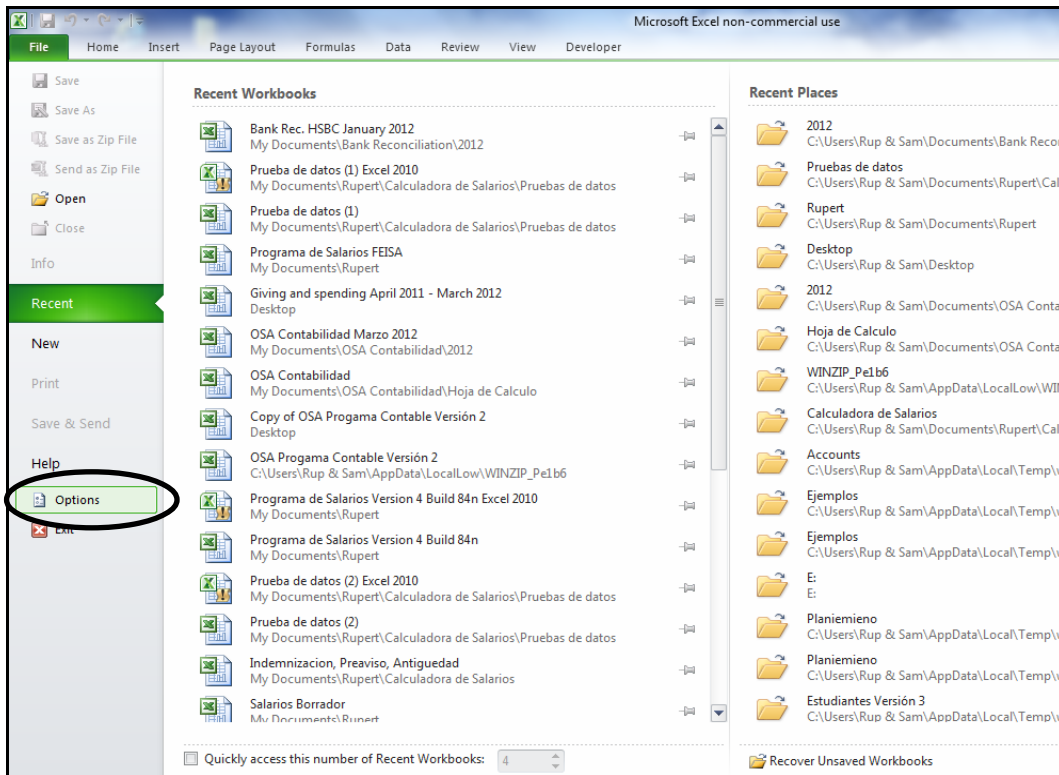 Microsoft Excel non-commercial use
File Home Insert Page Layout Formulas Data Review View Developer
Save
Save As
Save as Zip File
Send as Zip File
Open
Close
Info
Recent
New
Print
Save & Send
Help
Options
Exit
Recent Workbooks
Bank Rec. HSBC January 2012
My Documents\Bank Reconciliation\2012
Prueba de datos (1) Excel 2010
My Documents\Rupert\Calculadora de Salarios\Pruebas de datos
Prueba de datos (1)
My Documents\Rupert\Calculadora de Salarios\Pruebas de datos
Programa de Salarios FEISA
My Documents\Rupert
Giving and spending April 2011 - March 2012
Desktop
OSA Contabilidad Marzo 2012
My Documents\OSA Contabilidad\2012
OSA Contabilidad
My Documents\OSA Contabilidad\Hoja de Calculo
Copy of OSA Progama Contable Versión 2
Desktop
OSA Progama Contable Versión 2
C:\Users\Rup & Sam\AppData\LocalLow\WINZIP_Pe1b6
Programa de Salarios Version 4 Build 84n Excel 2010
My Documents\Rupert
Programa de Salarios Version 4 Build 84n
My Documents\Rupert
Prueba de datos (2) Excel 2010
My Documents\Rupert\Calculadora de Salarios\Pruebas de datos
Prueba de datos (2)
My Documents\Rupert\Calculadora de Salarios\Pruebas de datos
Indemnizacion, Preaviso, Antiguedad
My Documents\Rupert\Calculadora de Salarios
Salarios Borrador
My Documents\Rupert
Quickly access this number of Recent Workbooks: 4
Recent Places
2012
C:\Users\Rup & Sam\Documents\Bank Reco
Pruebas de datos
C:\Users\Rup & Sam\Documents\Rupert\Cal
Rupert
C:\Users\Rup & Sam\Documents\Rupert
Desktop
C:\Users\Rup & Sam\Desktop
2012
C:\Users\Rup & Sam\Documents\OSA Conta
Hoja de Calculo
C:\Users\Rup & Sam\Documents\OSA Conta
WINZIP_Pe1b6
C:\Users\Rup & Sam\AppData\LocalLow\WI
Calculadora de Salarios
C:\Users\Rup & Sam\Documents\Rupert\Cal
Accounts
C:\Users\Rup & Sam\AppData\Local\Temp\
Ejemplos
C:\Users\Rup & Sam\AppData\Local\Temp\
Ejemplos
C:\Users\Rup & Sam\AppData\Local\Temp\
E:
E:
Planiemieno
C:\Users\Rup & Sam\AppData\Local\Temp\
Planiemieno
C:\Users\Rup & Sam\AppData\Local\Temp\
Estudiantes Versión 3
C:\Users\Rup & Sam\AppData\Local\Temp\
Recover Unsaved Workbooks